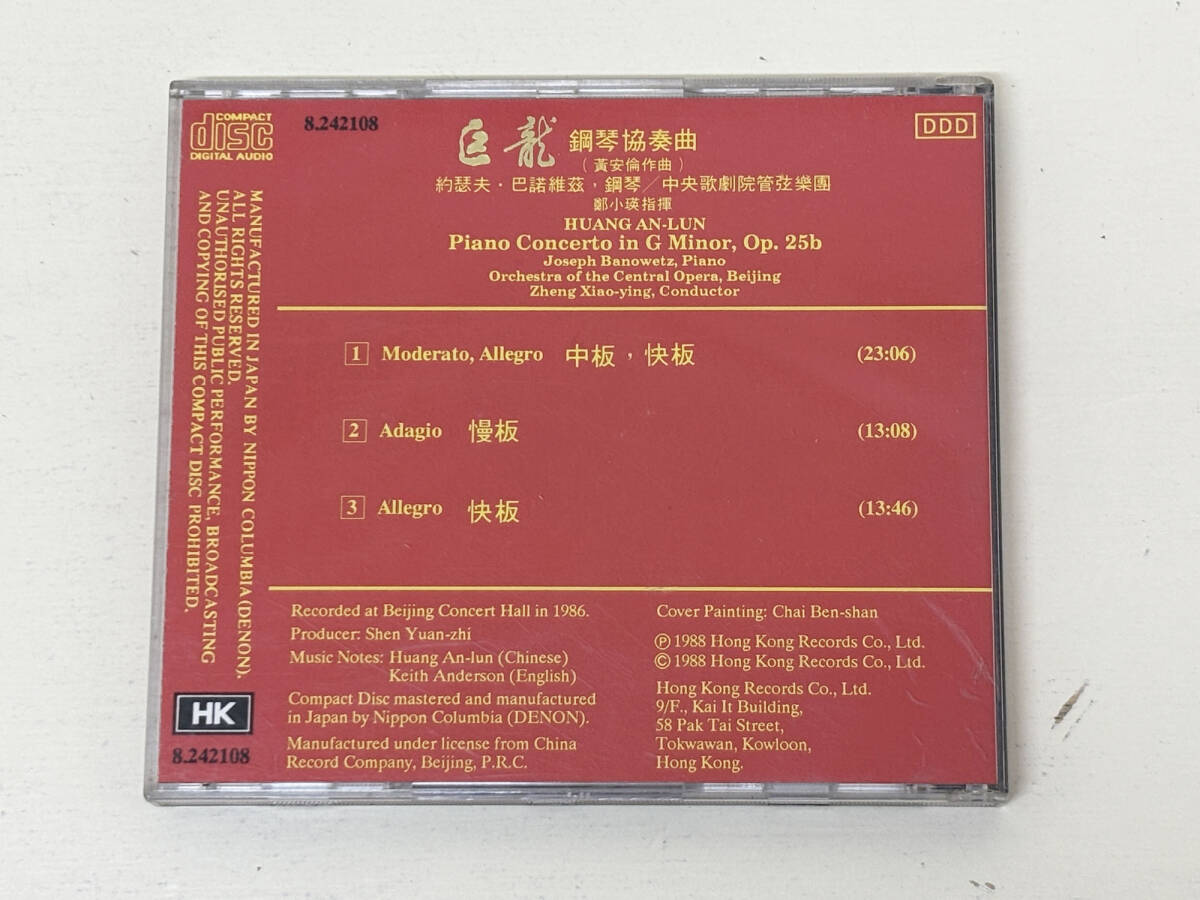 COMPACT
disc
DIGITAL AUDIO
8.242108
DDD
巨龍 鋼琴協奏曲
(黃安倫作曲)
約瑟夫・巴諾維茲,鋼琴/中央歌劇院管弦樂團
鄭小瑛指揮
HUANG AN-LUN
Piano Concerto in G Minor, Op. 25b
Joseph Banowetz, Piano
Orchestra of the Central Opera, Beijing
Zheng Xiao-ying, Conductor
1 Moderato, Allegro 中板,快板 (23:06)
2 Adagio 慢板 (13:08)
3 Allegro 快板 (13:46)
Recorded at Beijing Concert Hall in 1986.
Producer: Shen Yuan-zhi
Music Notes: Huang An-lun (Chinese)
Keith Anderson (English)
Compact Disc mastered and manufactured
in Japan by Nippon Columbia (DENON).
Manufactured under license from China
Record Company, Beijing, P.R.C.
Cover Painting: Chai Ben-shan
Ⓟ 1988 Hong Kong Records Co., Ltd.
© 1988 Hong Kong Records Co., Ltd.
Hong Kong Records Co., Ltd.
9/F., Kai It Building,
58 Pak Tai Street,
Tokwawan, Kowloon,
Hong Kong.
MANUFACTURED IN JAPAN BY NIPPON COLUMBIA (DENON).
ALL RIGHTS RESERVED.
UNAUTHORISED PUBLIC PERFORMANCE, BROADCASTING
AND COPYING OF THIS COMPACT DISC PROHIBITED.
HK
8.242108